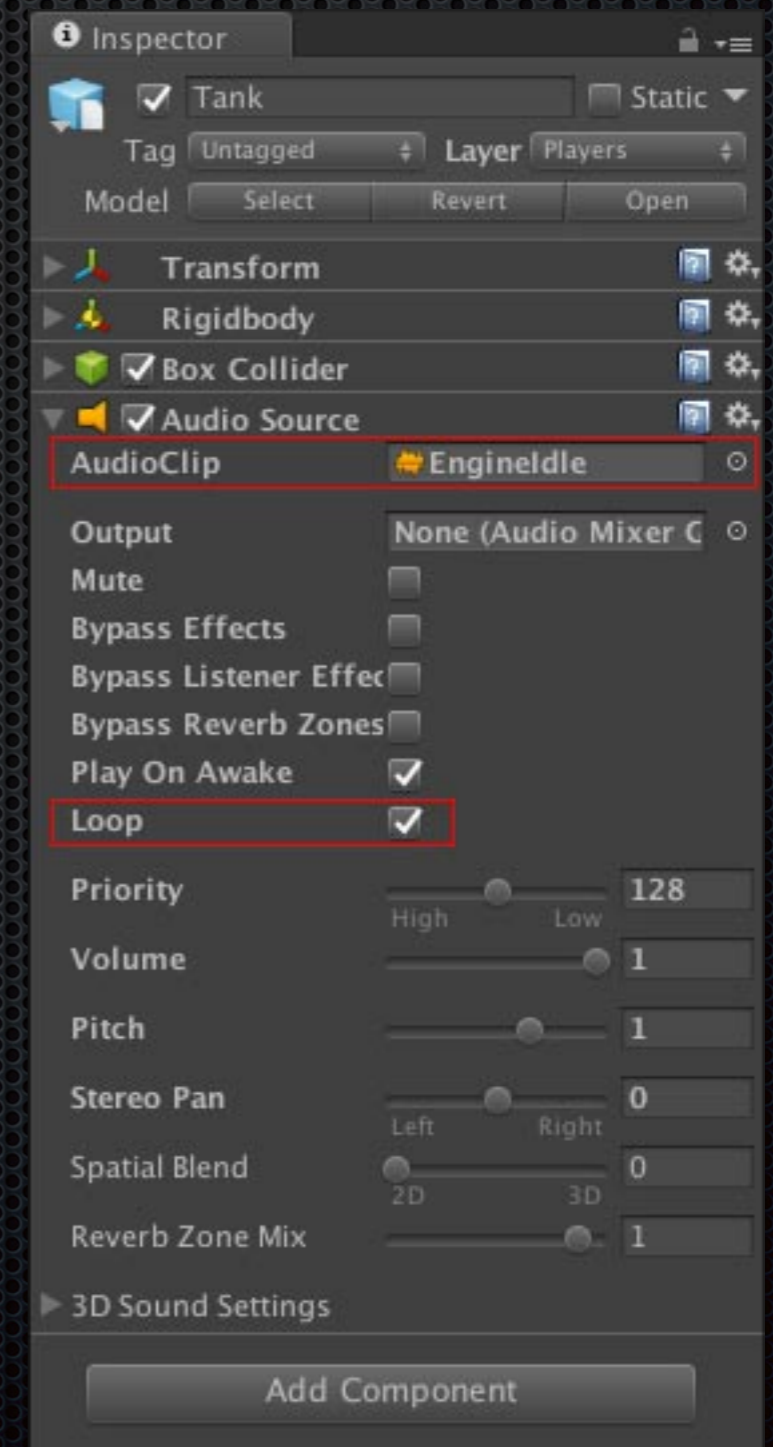 Inspector
Tank Static
Tag Untagged Layer Players
Model Select Revert Open
Transform
Rigidbody
Box Collider
Audio Source
AudioClip EngineIdle
Output None (Audio Mixer G
Mute
Bypass Effects
Bypass Listener Effec
Bypass Reverb Zones
Play On Awake
Loop
Priority 128
High Low
Volume 1
Pitch 1
Stereo Pan 0
Left Right
Spatial Blend 0
2D 3D
Reverb Zone Mix 1
3D Sound Settings
Add Component